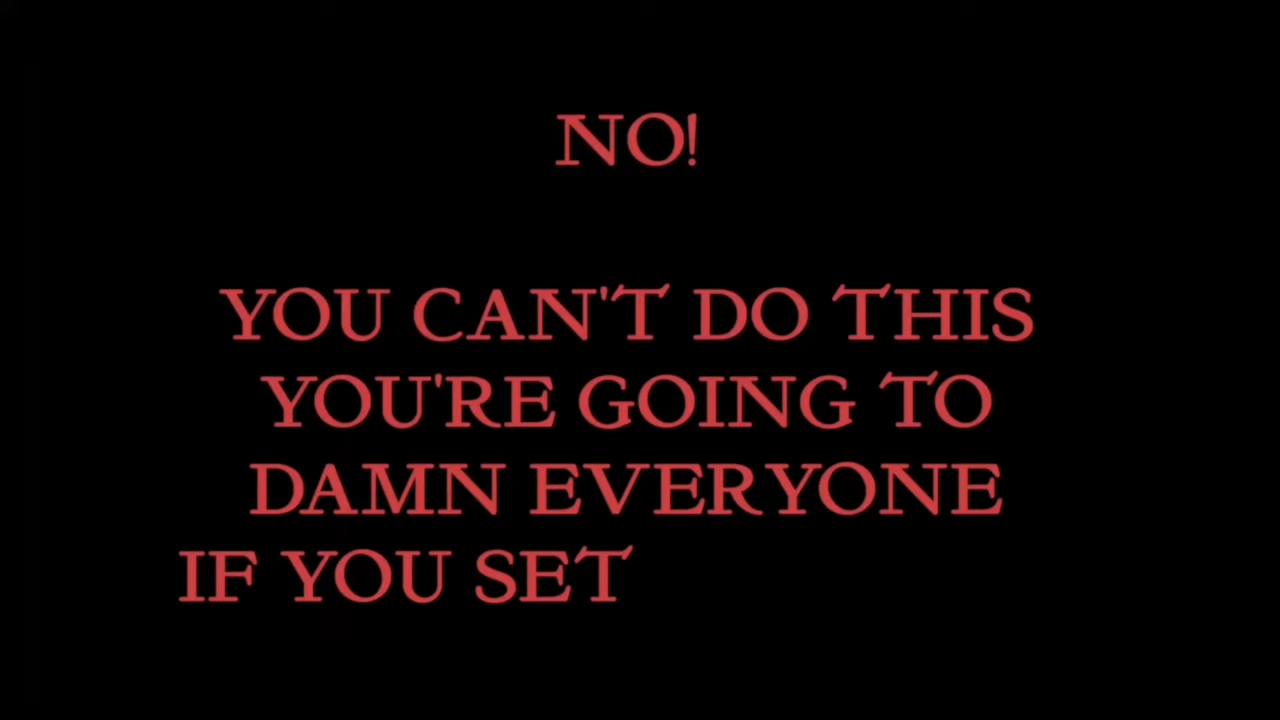 NO!
YOU CAN'T DO THIS
YOU'RE GOING TO
DAMN EVERYONE
IF YOU SET